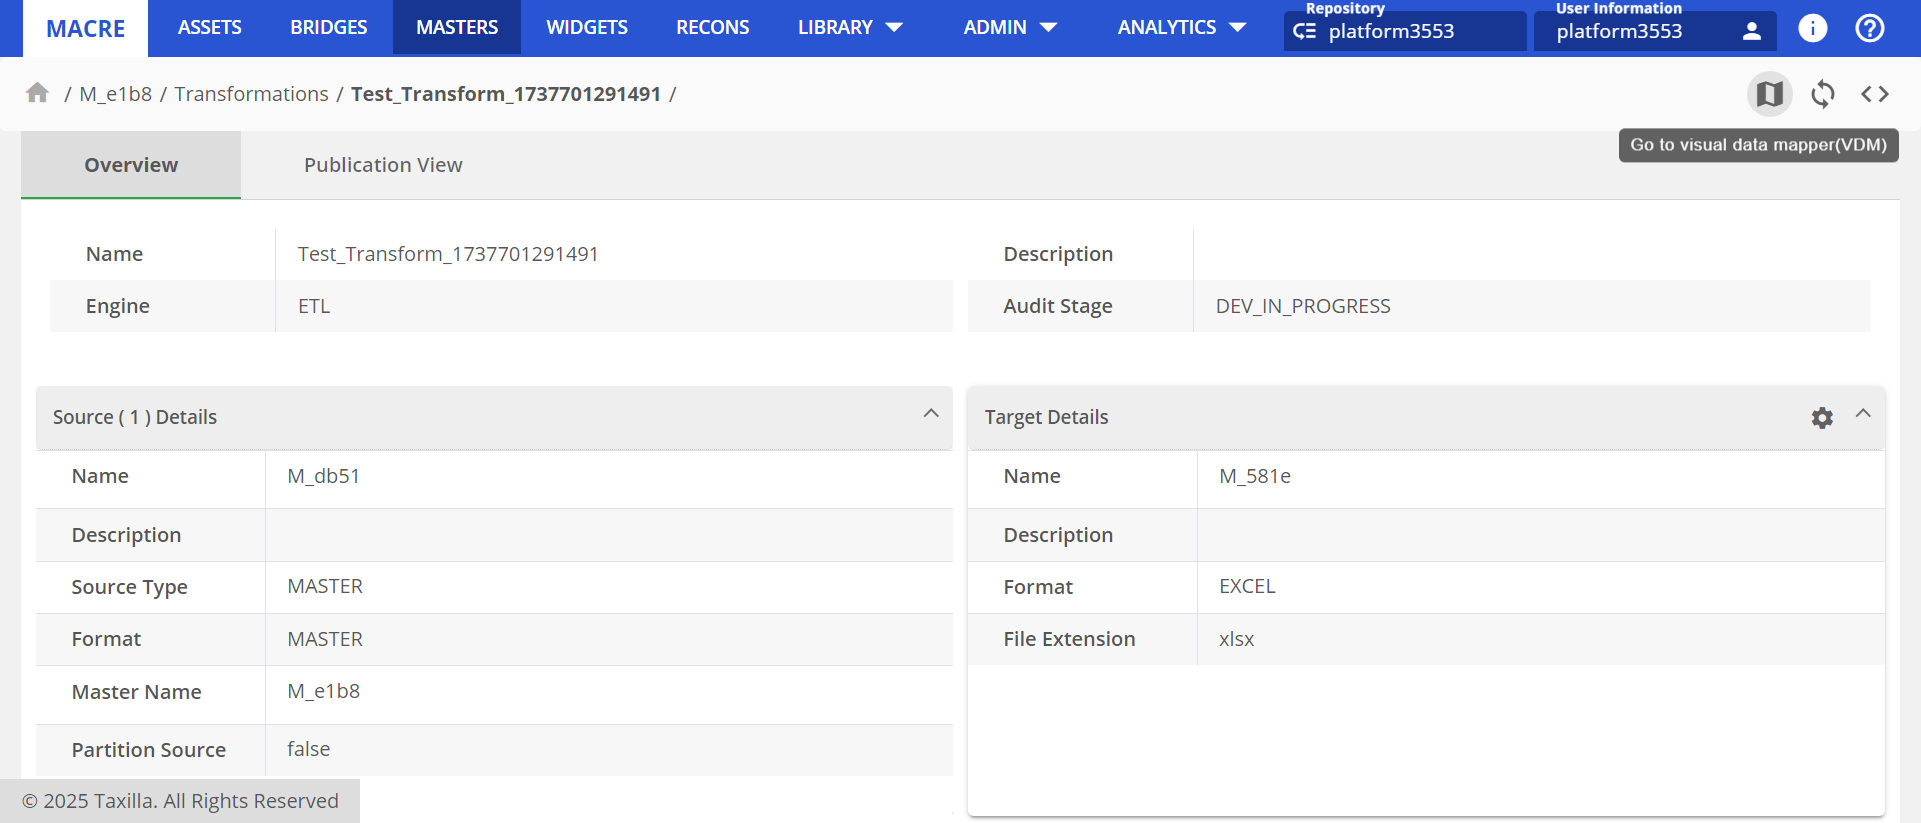 MACRE
ASSETS
BRIDGES
MASTERS
WIDGETS
RECONS
LIBRARY
ADMIN
ANALYTICS
Repository
platform3553
User Information
platform3553
/ M_e1b8 / Transformations / Test_Transform_1737701291491 /
Go to visual data mapper(VDM)
Overview
Publication View
Name
Test_Transform_1737701291491
Description
Engine
ETL
Audit Stage
DEV_IN_PROGRESS
Source ( 1 ) Details
Name
M_db51
Description
Source Type
MASTER
Format
MASTER
Master Name
M_e1b8
Partition Source
false
Target Details
Name
M_581e
Description
Format
EXCEL
File Extension
xlsx
© 2025 Taxilla. All Rights Reserved